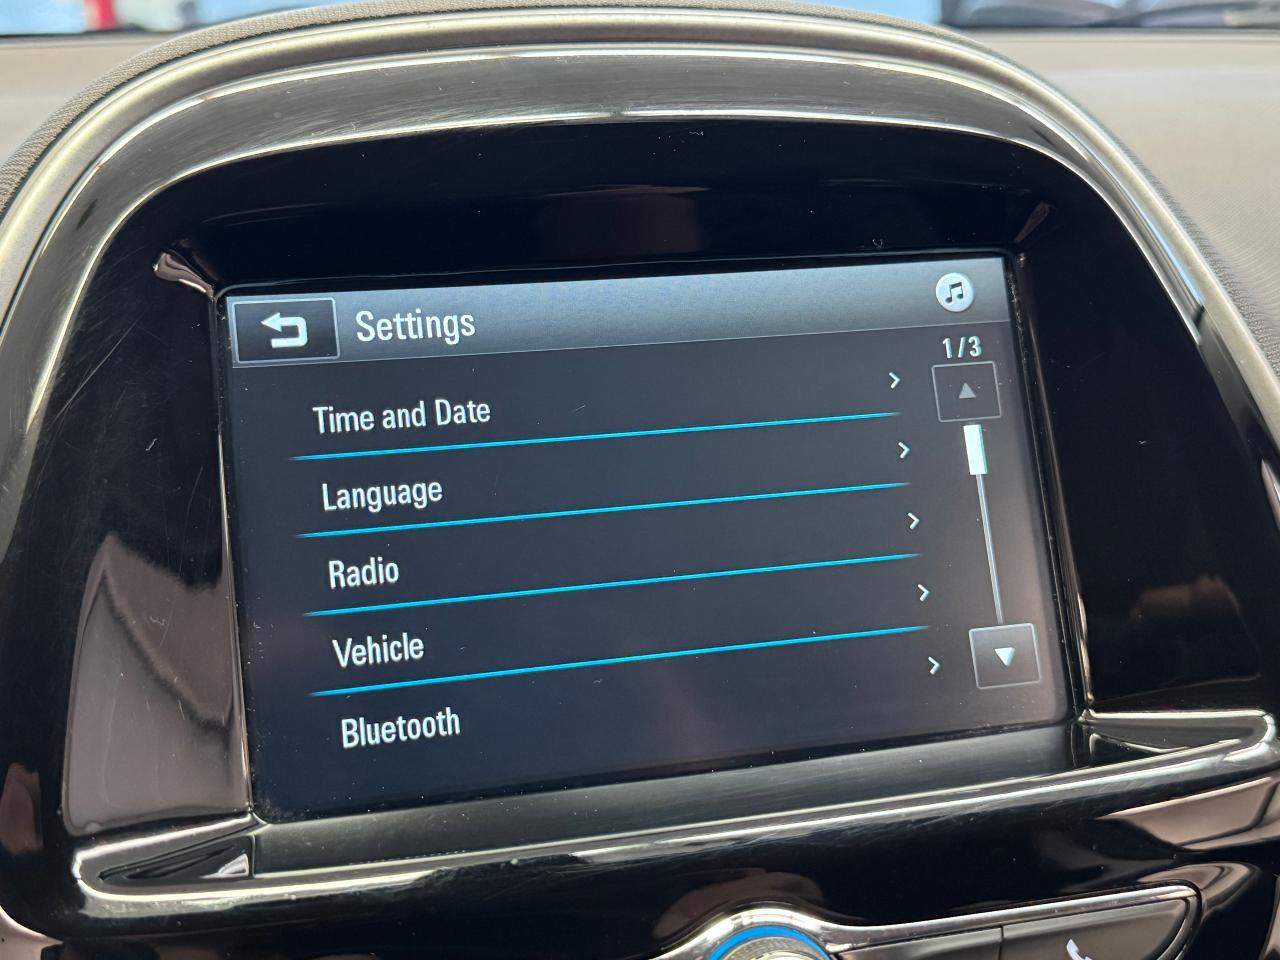 Settings
1/3
Time and Date
Language
Radio
Vehicle
Bluetooth